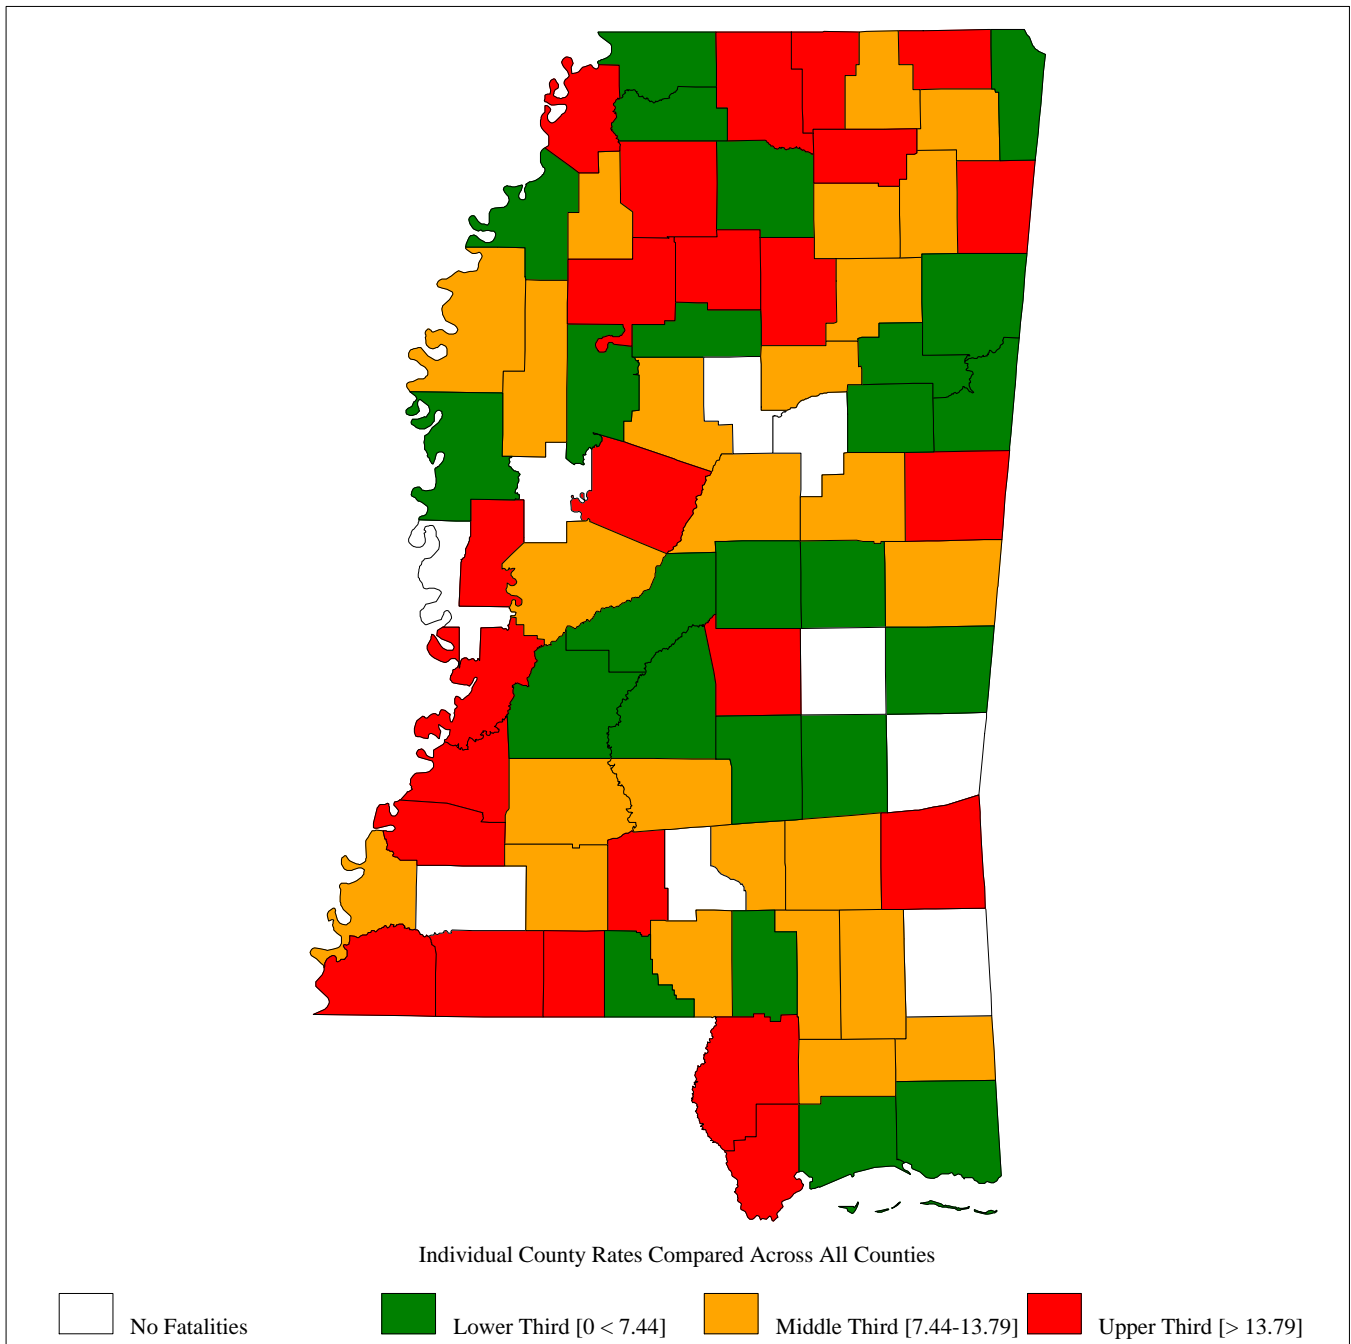 Individual County Rates Compared Across All Counties
No Fatalities Lower Third [0 < 7.44] Middle Third [7.44-13.79] Upper Third [> 13.79]